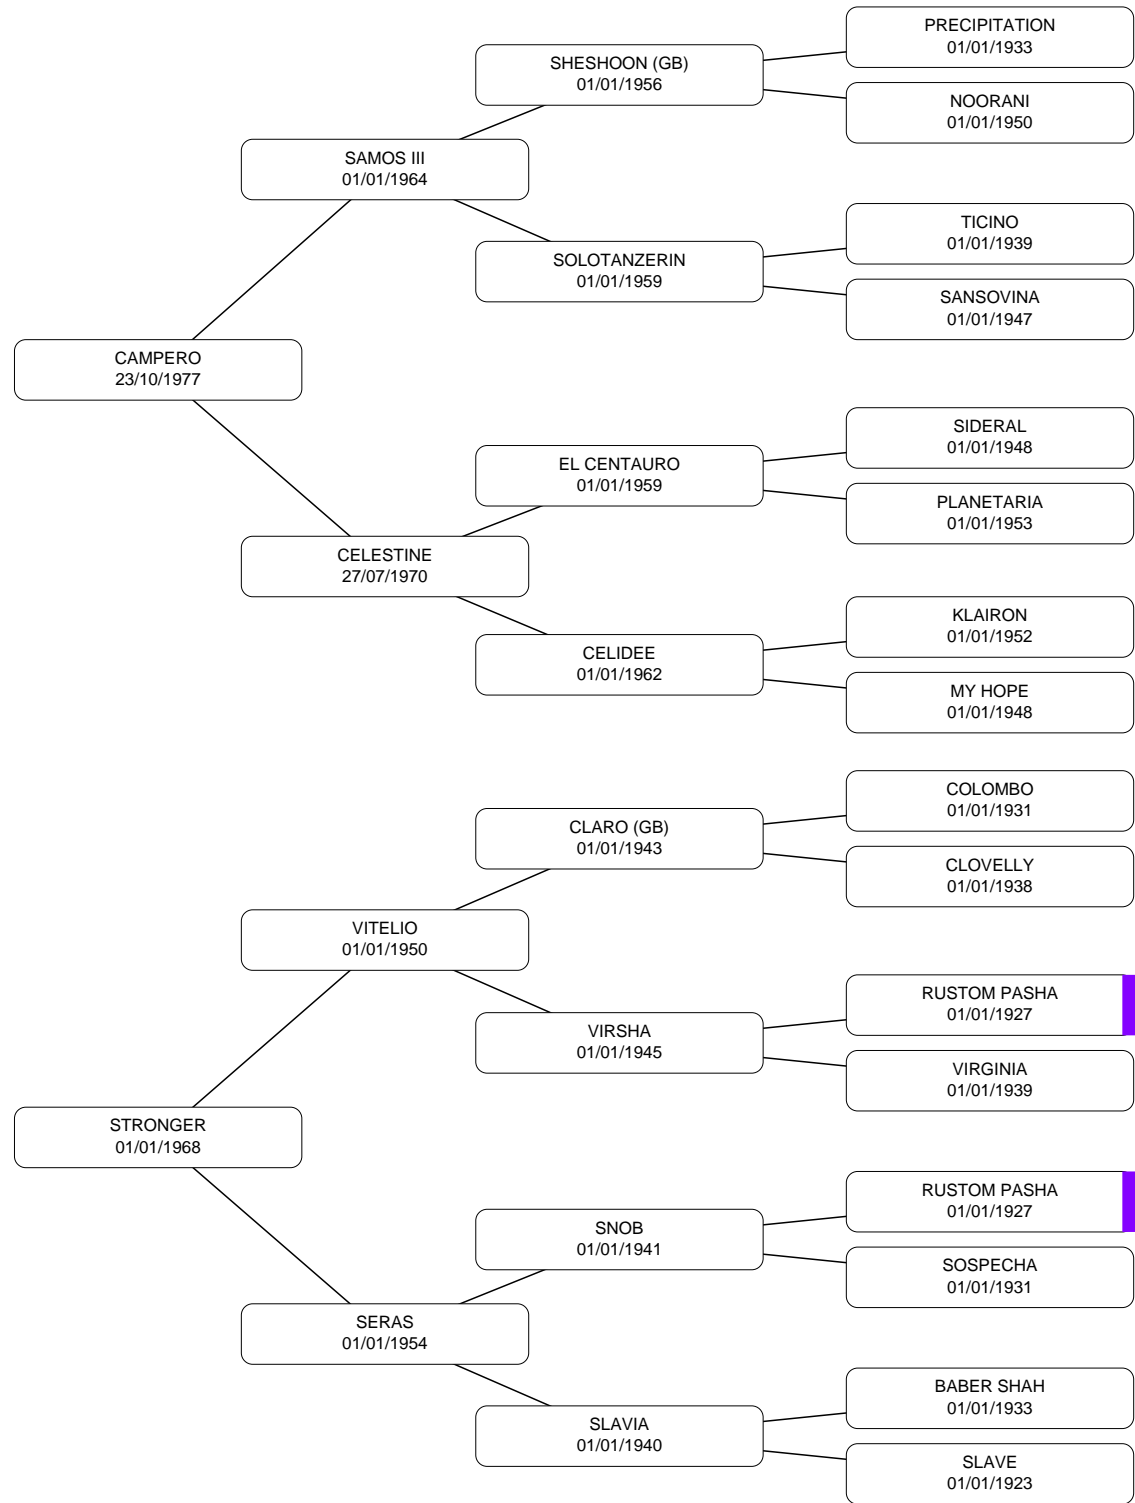 PRECIPITATION
01/01/1933
SHESHOON (GB)
01/01/1956
NOORANI
01/01/1950
SAMOS III
01/01/1964
TICINO
01/01/1939
SOLOTANZERIN
01/01/1959
SANSOVINA
01/01/1947
CAMPERO
23/10/1977
SIDERAL
01/01/1948
EL CENTAURO
01/01/1959
PLANETARIA
01/01/1953
CELESTINE
27/07/1970
KLAIRON
01/01/1952
CELIDEE
01/01/1962
MY HOPE
01/01/1948
COLOMBO
01/01/1931
CLARO (GB)
01/01/1943
CLOVELLY
01/01/1938
VITELIO
01/01/1950
RUSTOM PASHA
01/01/1927
VIRSHA
01/01/1945
VIRGINIA
01/01/1939
STRONGER
01/01/1968
RUSTOM PASHA
01/01/1927
SNOB
01/01/1941
SOSPECHA
01/01/1931
SERAS
01/01/1954
BABER SHAH
01/01/1933
SLAVIA
01/01/1940
SLAVE
01/01/1923